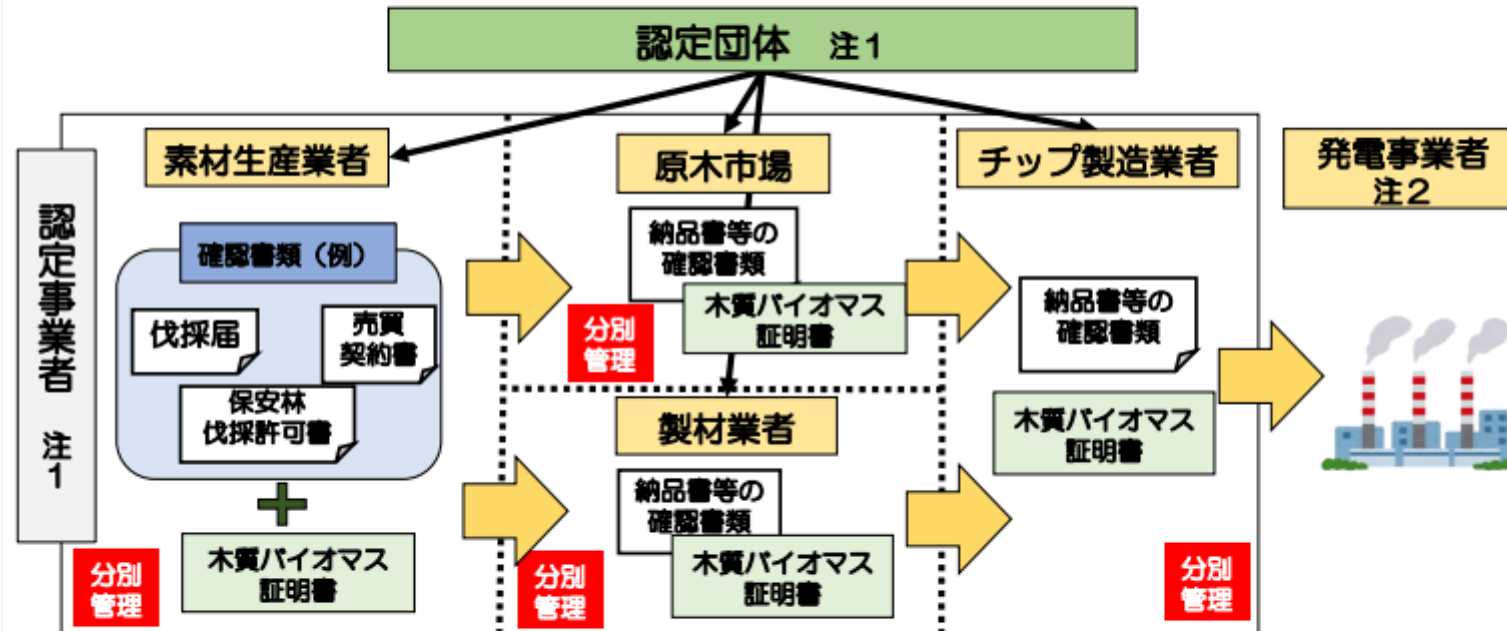 認定団体 注1
認定事業者 注1
素材生産業者
確認書類（例）
伐採届
売買
契約書
保安林
伐採許可書
木質バイオマス
証明書
分別
管理
原木市場
納品書等の
確認書類
木質バイオマス
証明書
分別
管理
製材業者
納品書等の
確認書類
木質バイオマス
証明書
分別
管理
チップ製造業者
納品書等の
確認書類
木質バイオマス
証明書
分別
管理
発電事業者
注2